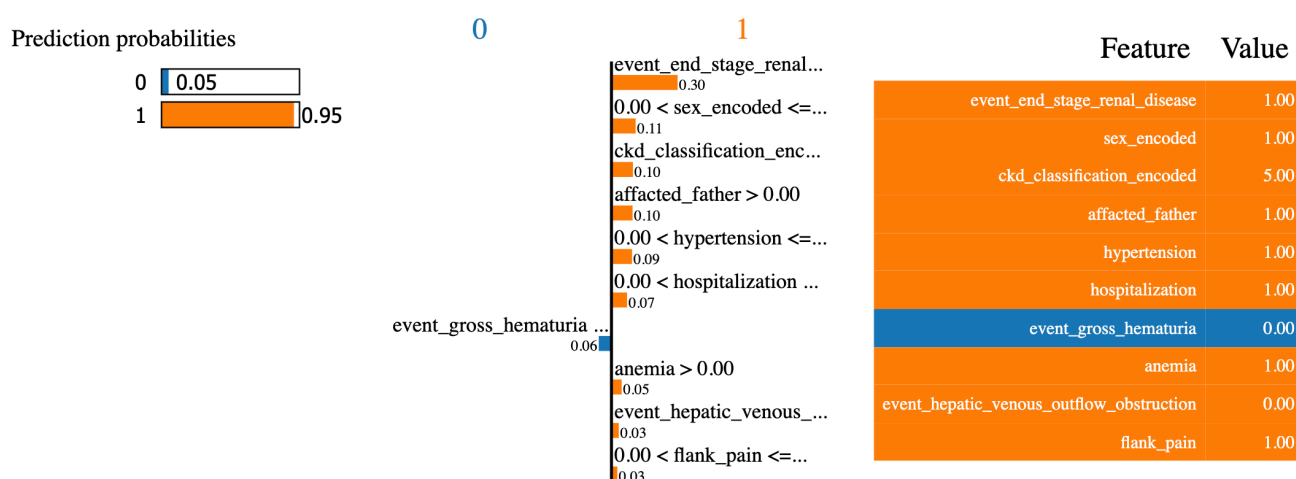 Prediction probabilities
0 0.05
1 0.95
0 1
event_end_stage_renal...
0.30
0.00 < sex_encoded <=...
0.11
ckd_classification_enc...
0.10
affacted_father > 0.00
0.10
0.00 < hypertension <=...
0.09
0.00 < hospitalization ...
0.07
event_gross_hematuria ...
0.06
anemia > 0.00
0.05
event_hepatic_venous_...
0.03
0.00 < flank_pain <=...
0.03
Feature Value
event_end_stage_renal_disease 1.00
sex_encoded 1.00
ckd_classification_encoded 5.00
affacted_father 1.00
hypertension 1.00
hospitalization 1.00
event_gross_hematuria 0.00
anemia 1.00
event_hepatic_venous_outflow_obstruction 0.00
flank_pain 1.00